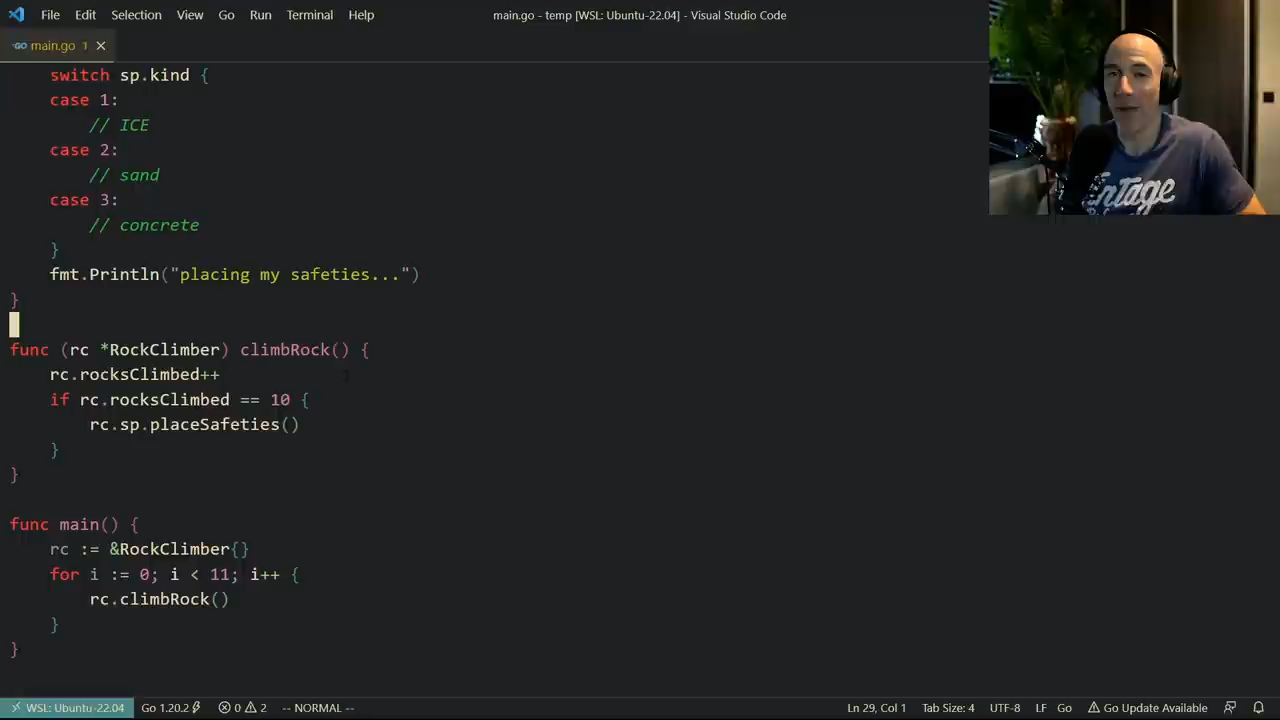 File Edit Selection View Go Run Terminal Help
main.go - temp [WSL: Ubuntu-22.04] - Visual Studio Code
main.go 1
switch sp.kind {
case 1:
// ICE
case 2:
// sand
case 3:
// concrete
}
fmt.Println("placing my safeties...")
}
func (rc *RockClimber) climbRock() {
rc.rocksClimbed++
if rc.rocksClimbed == 10 {
rc.sp.placeSafeties()
}
}
func main() {
rc := &RockClimber{}
for i := 0; i < 11; i++ {
rc.climbRock()
}
}
WSL: Ubuntu-22.04 Go 1.20.2 0 2 -- NORMAL -- Ln 29, Col 1 Tab Size: 4 UTF-8 LF Go Go Update Available